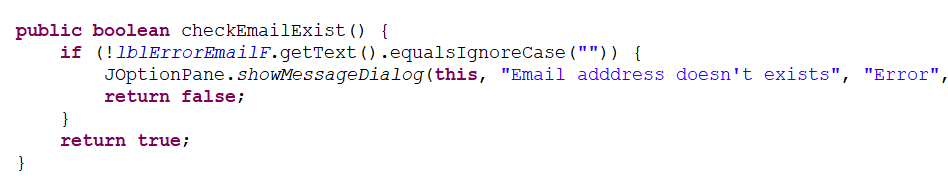 public boolean checkEmailExist() {
    if (!lblErrorEmailF.getText().equalsIgnoreCase("")) {
        JOptionPane.showMessageDialog(this, "Email adddress doesn't exists", "Error",
        return false;
    }
    return true;
}